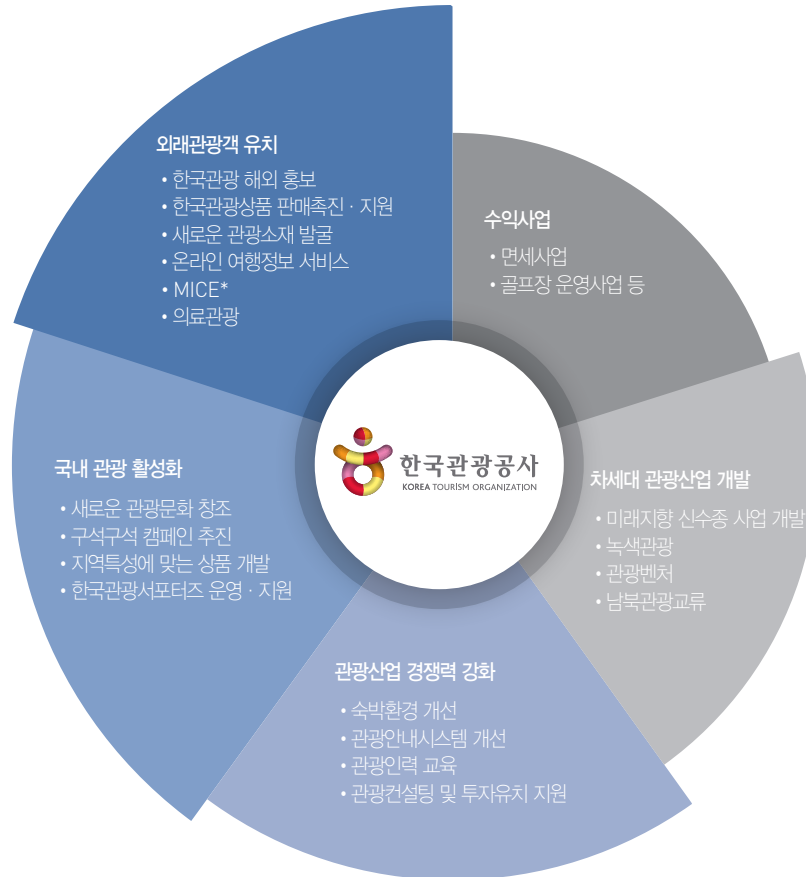 외래관광객 유치
• 한국관광 해외 홍보
• 한국관광상품 판매촉진 · 지원
• 새로운 관광소재 발굴
• 온라인 여행정보 서비스
• MICE*
• 의료관광
수익사업
• 면세사업
• 골프장 운영사업 등
한국관광공사
KOREA TOURISM ORGANIZATION
국내 관광 활성화
• 새로운 관광문화 창조
• 구석구석 캠페인 추진
• 지역특성에 맞는 상품 개발
• 한국관광서포터즈 운영 · 지원
차세대 관광산업 개발
• 미래지향 신수종 사업 개발
• 녹색관광
• 관광벤처
• 남북관광교류
관광산업 경쟁력 강화
• 숙박환경 개선
• 관광안내시스템 개선
• 관광인력 교육
• 관광컨설팅 및 투자유치 지원